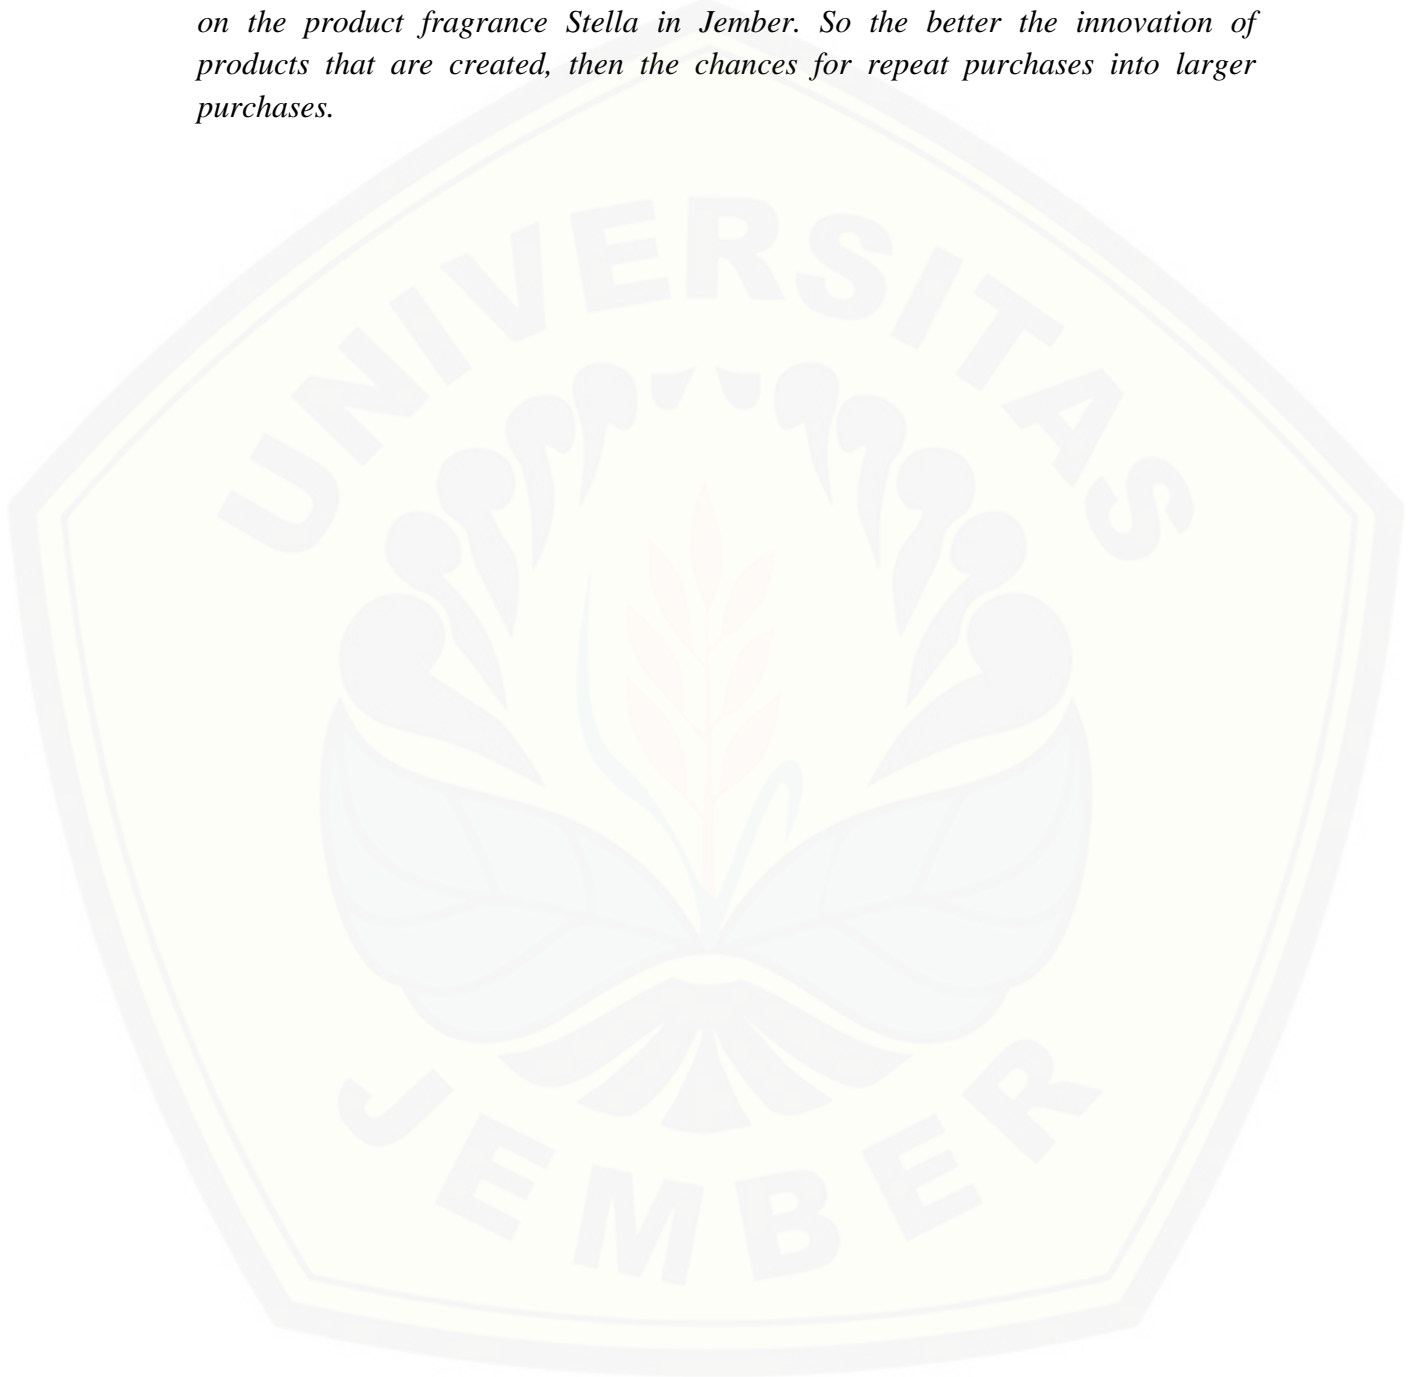 on the product fragrance Stella in Jember. So the better the innovation of
products that are created, then the chances for repeat purchases into larger
purchases.
UNIVERSITAS
JEMBER